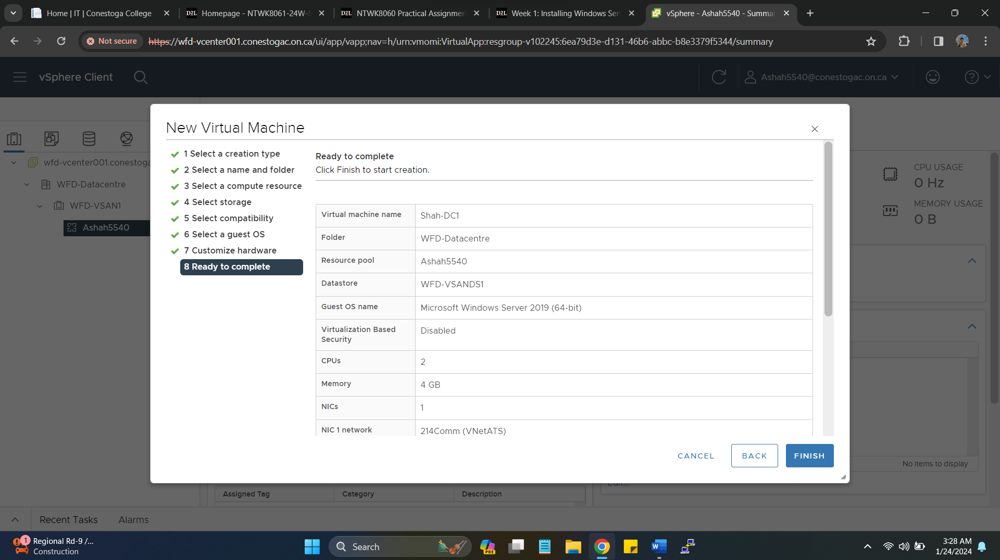 Home | IT | Conestoga College
Homepage - NTWK8061-24W-S
NTWK8060 Practical Assignmen
Week 1: Installing Windows Ser
vSphere - Ashah5540 - Summa
Not secure
https://wfd-vcenter001.conestogac.on.ca/ui/app/vapp;nav=h/urn:vmomi:VirtualApp:resgroup-v102245:6ea79d3e-d131-46b6-abbc-b8e3379f5344/summary
vSphere Client
Ashah5540@conestogac.on.ca
wfd-vcenter001.conestoga
WFD-Datacentre
WFD-VSAN1
Ashah5540
CPU USAGE
0 Hz
MEMORY USAGE
0 B
New Virtual Machine
1 Select a creation type
2 Select a name and folder
3 Select a compute resource
4 Select storage
5 Select compatibility
6 Select a guest OS
7 Customize hardware
8 Ready to complete
Ready to complete
Click Finish to start creation.
Virtual machine name Shah-DC1
Folder WFD-Datacentre
Resource pool Ashah5540
Datastore WFD-VSANDS1
Guest OS name Microsoft Windows Server 2019 (64-bit)
Virtualization Based Disabled
Security
CPUs 2
Memory 4 GB
NICs 1
NIC 1 network 214Comm (VNetATS)
CANCEL BACK FINISH
No items to display
Edit...
Assigned Tag Category Description
Recent Tasks Alarms
1
Regional Rd-9 /...
Construction
Search
PRE
3:28 AM
1/24/2024